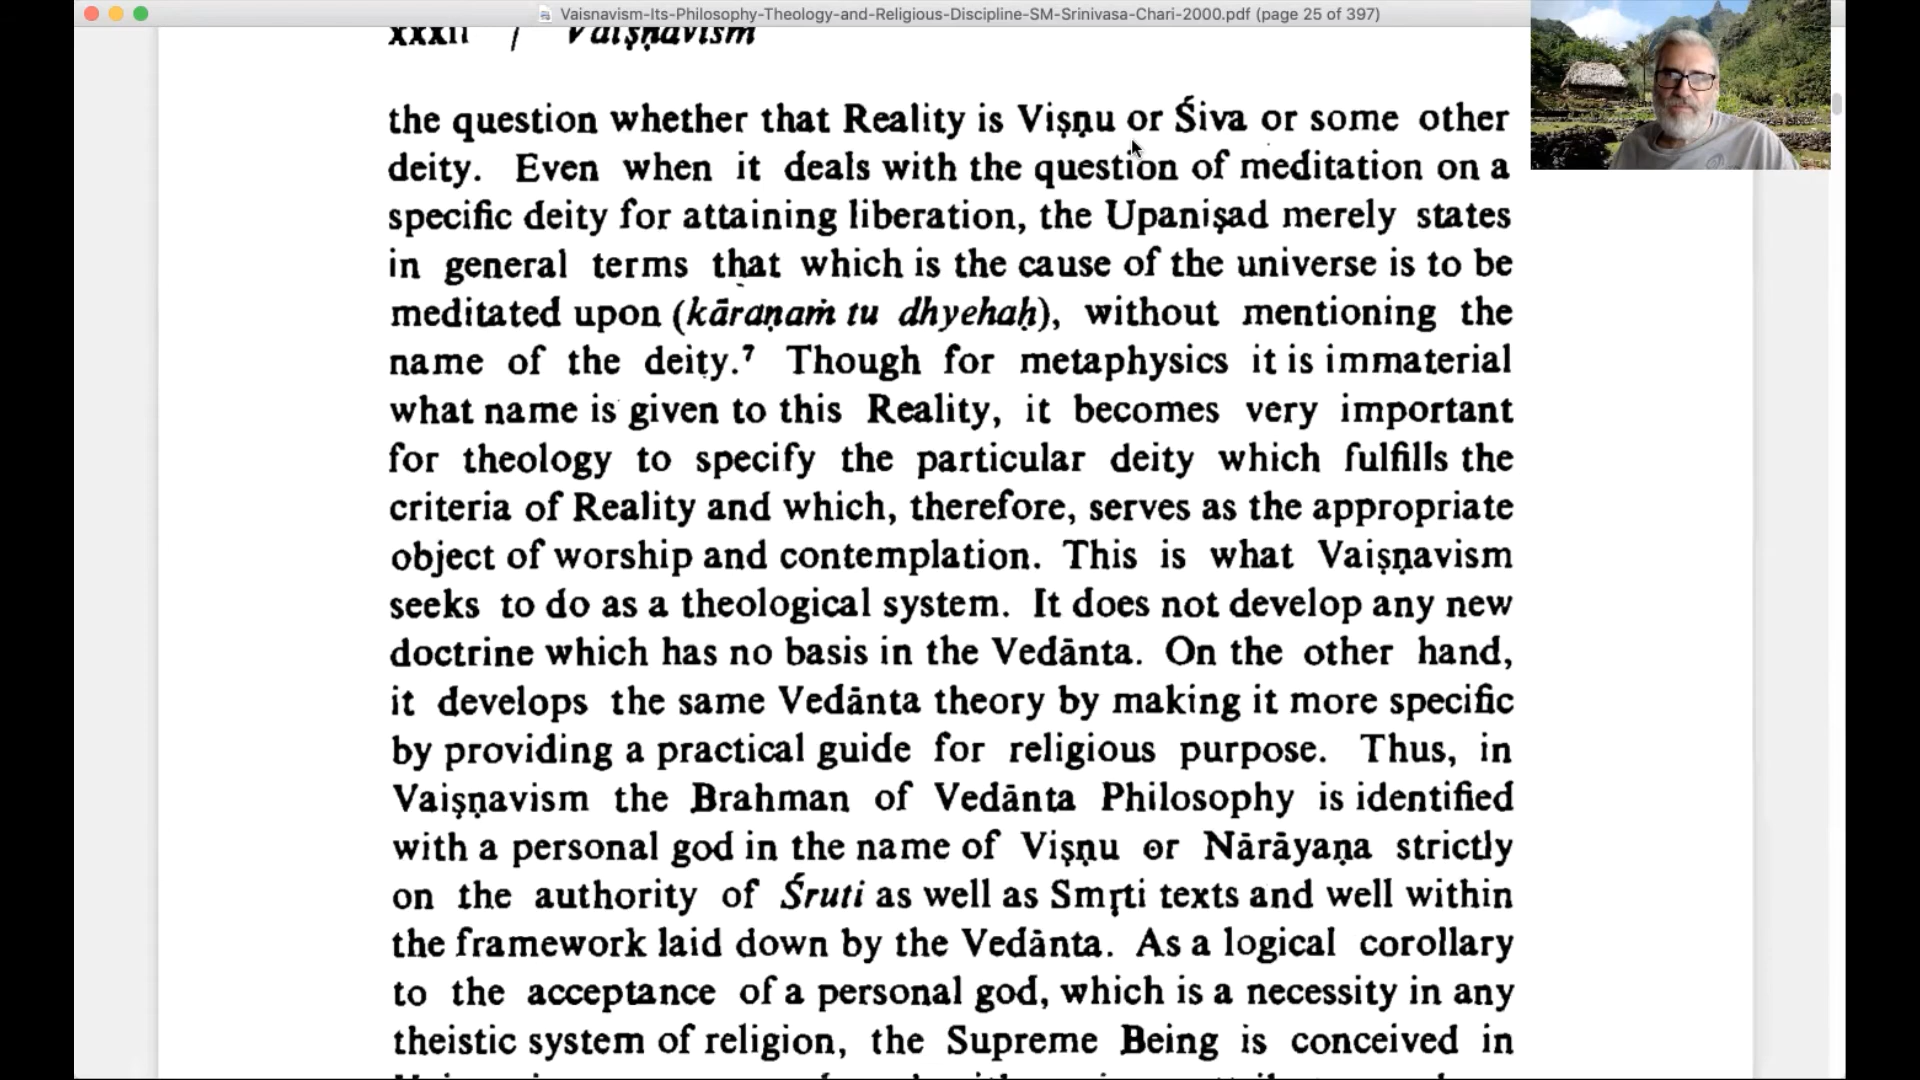 Vaisnavism-Its-Philosophy-Theology-and-Religious-Discipline-SM-Srinivasa-Chari-2000.pdf (page 25 of 397)
xxxii / Vaiṣṇavism
the question whether that Reality is Viṣṇu or Śiva or some other
deity. Even when it deals with the question of meditation on a
specific deity for attaining liberation, the Upaniṣad merely states
in general terms that which is the cause of the universe is to be
meditated upon (kāraṇaṁ tu dhyehaḥ), without mentioning the
name of the deity.⁷ Though for metaphysics it is immaterial
what name is given to this Reality, it becomes very important
for theology to specify the particular deity which fulfills the
criteria of Reality and which, therefore, serves as the appropriate
object of worship and contemplation. This is what Vaiṣṇavism
seeks to do as a theological system. It does not develop any new
doctrine which has no basis in the Vedānta. On the other hand,
it develops the same Vedānta theory by making it more specific
by providing a practical guide for religious purpose. Thus, in
Vaiṣṇavism the Brahman of Vedānta Philosophy is identified
with a personal god in the name of Viṣṇu or Nārāyaṇa strictly
on the authority of Śruti as well as Smṛti texts and well within
the framework laid down by the Vedānta. As a logical corollary
to the acceptance of a personal god, which is a necessity in any
theistic system of religion, the Supreme Being is conceived in